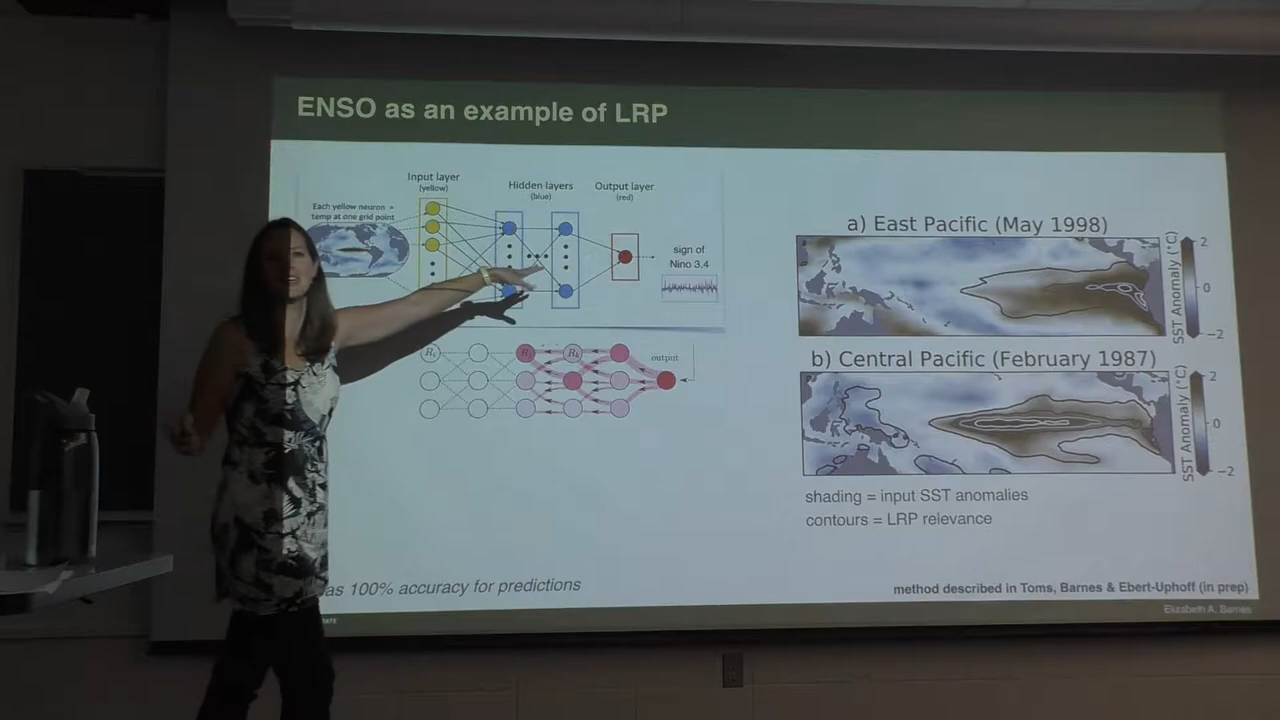 ENSO as an example of LRP
Input layer
(yellow)
Hidden layers
(blue)
Output layer
(red)
Each yellow neuron =
temp at one grid point
sign of
Nino 3.4
output
a) East Pacific (May 1998)
SST Anomaly (°C)
2
0
−2
b) Central Pacific (February 1987)
SST Anomaly (°C)
2
0
−2
shading = input SST anomalies
contours = LRP relevance
100% accuracy for predictions
method described in Toms, Barnes & Ebert-Uphoff (in prep)
Elizabeth A. Barnes